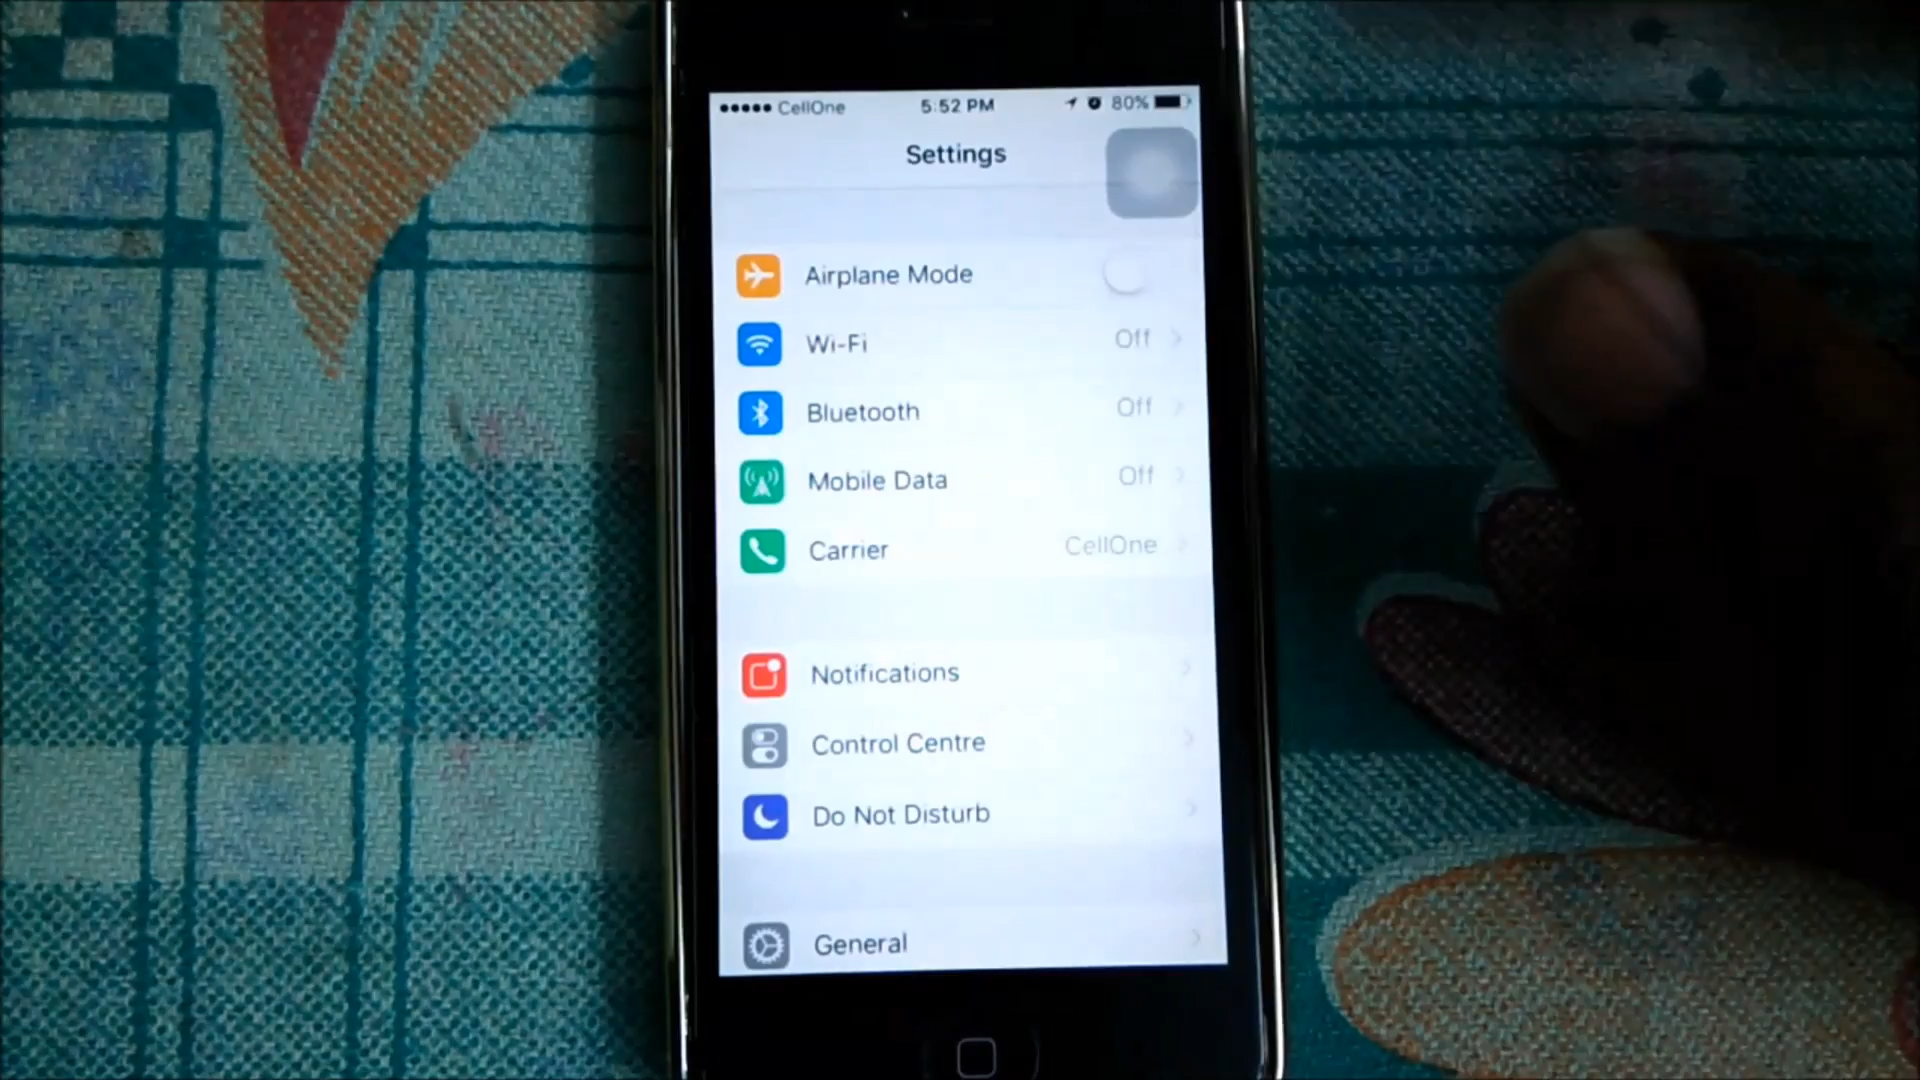 CellOne 5:52 PM 80%
Settings
Airplane Mode
Wi-Fi Off
Bluetooth Off
Mobile Data Off
Carrier CellOne
Notifications
Control Centre
Do Not Disturb
General